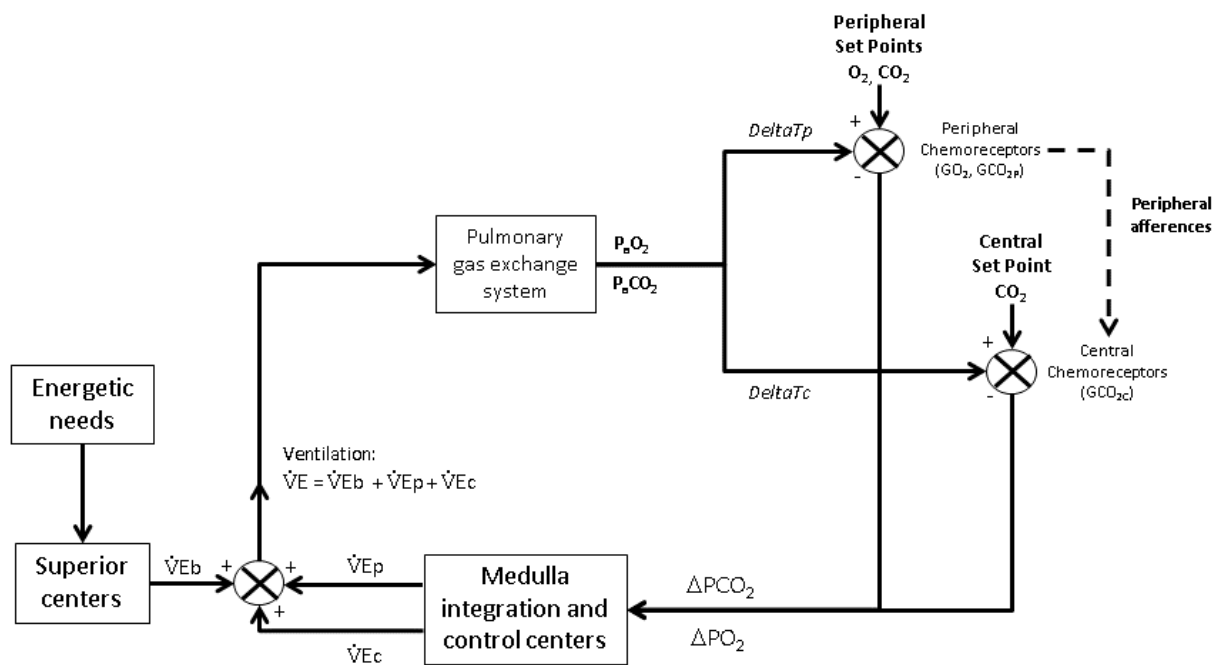 Peripheral
Set Points
O₂, CO₂
+
DeltaTp
-
Peripheral
Chemoreceptors
(GO₂, GCO₂ₚ)
Peripheral
afferences
Pulmonary
gas exchange
system
PₐO₂
PₐCO₂
Central
Set Point
CO₂
+
DeltaTc
-
Central
Chemoreceptors
(GCO₂c)
Energetic
needs
Ventilation:
V̇E = V̇Eb + V̇Ep + V̇Ec
Superior
centers
V̇Eb
+
+
+
V̇Ep
V̇Ec
Medulla
integration and
control centers
ΔPCO₂
ΔPO₂